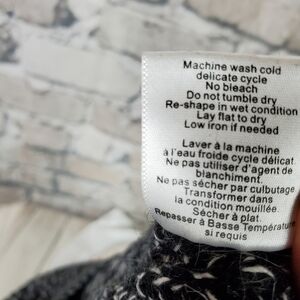 Machine wash cold
delicate cycle
No bleach
Do not tumble dry
Re-shape in wet condition
Lay flat to dry
Low iron if needed
Laver à la machine
à l'eau froide cycle délicat
Ne pas utiliser d'agent de
blanchiment.
Ne pas sécher par culbutage
Transformer dans
la condition mouillée.
Sécher à plat.
Repasser à Basse Température
si requis